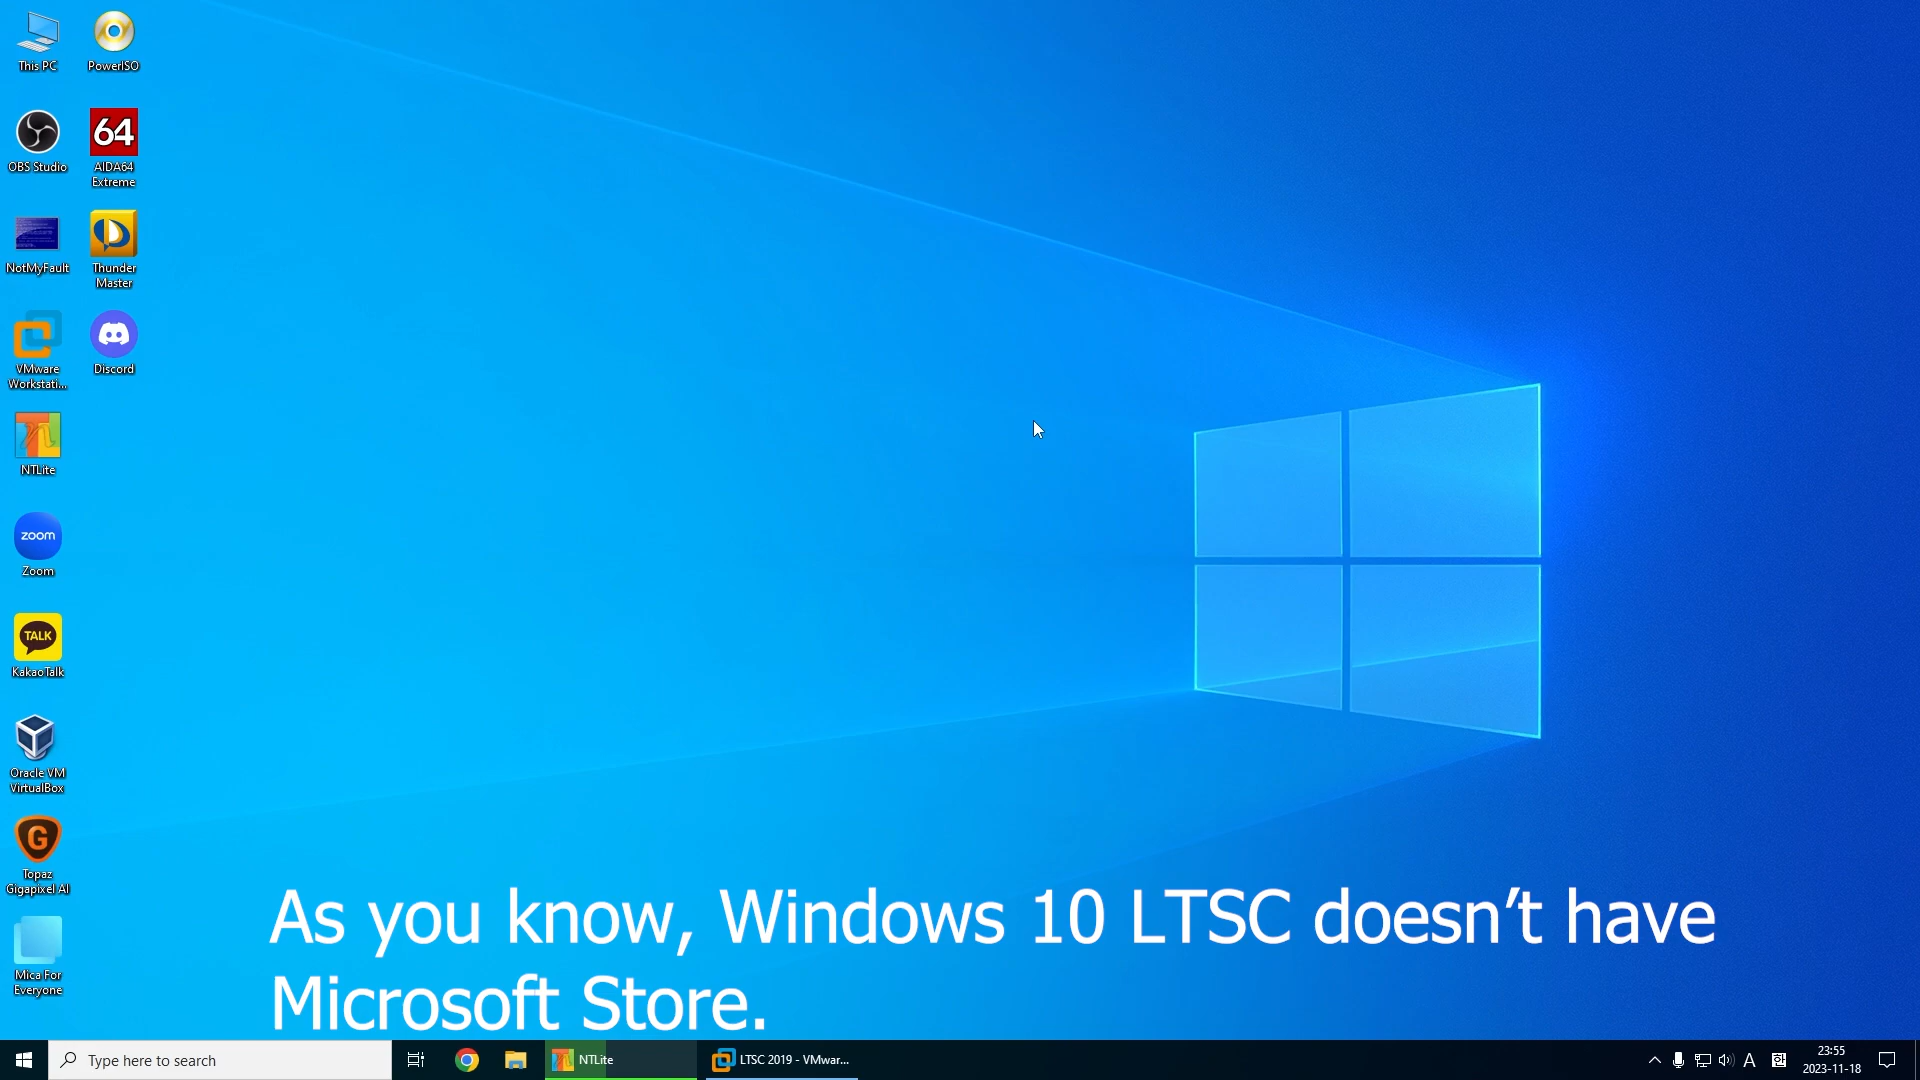 This PC
PowerISO
OBS Studio
64
AIDA64
Extreme
NotMyFault
Thunder
Master
VMware
Workstati...
Discord
NTLite
zoom
Zoom
TALK
KakaoTalk
Oracle VM
VirtualBox
G
Topaz
Gigapixel AI
Mica For
Everyone
As you know, Windows 10 LTSC doesn’t have
Microsoft Store.
Type here to search
NTLite
LTSC 2019 - VMwar...
A
23:55
2023-11-18